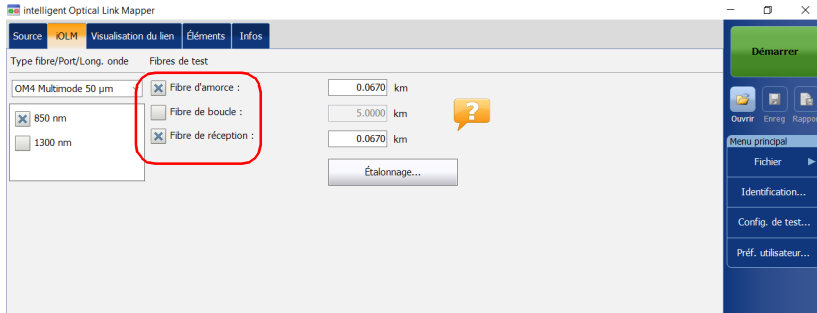 intelligent Optical Link Mapper
Source iOLM Visualisation du lien Éléments Infos
Démarrer
Type fibre/Port/Long. onde Fibres de test
OM4 Multimode 50 µm
Fibre d'amorce : 0.0670 km
850 nm
Fibre de boucle : 5.0000 km
1300 nm
Fibre de réception : 0.0670 km
?
Étalonnage...
Ouvrir Enreg Rappo
Menu principal
Fichier
Identification...
Config. de test...
Préf. utilisateur...